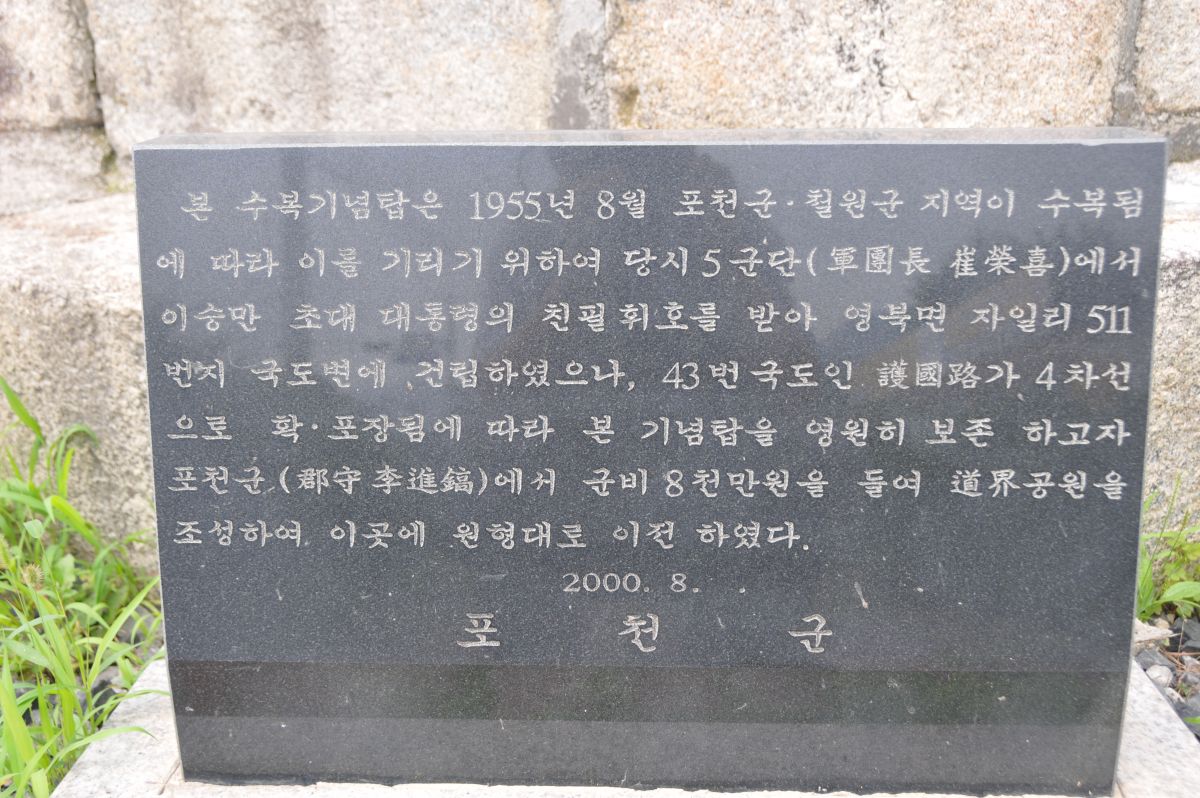 본 수복기념탑은 1955년 8월 포천군·철원군 지역이 수복됨
에 따라 이를 기리기 위하여 당시 5군단(軍團長 崔榮喜)에서
이승만 초대 대통령의 친필휘호를 받아 영북면 자일리 511
번지 국도변에 건립하였으나, 43번국도인 護國路가 4차선
으로 확·포장됨에 따라 본 기념탑을 영원히 보존 하고자
포천군(郡守 李進鎬)에서 군비 8천만원을 들여 道界공원을
조성하여 이곳에 원형대로 이전 하였다.
2000. 8.
포 천 군